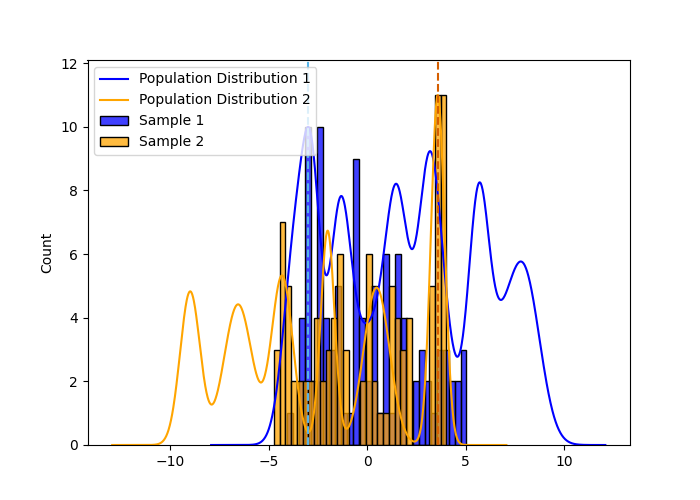 12
10
8
6
4
2
0
Count
Population Distribution 1
Population Distribution 2
Sample 1
Sample 2
−10
−5
0
5
10